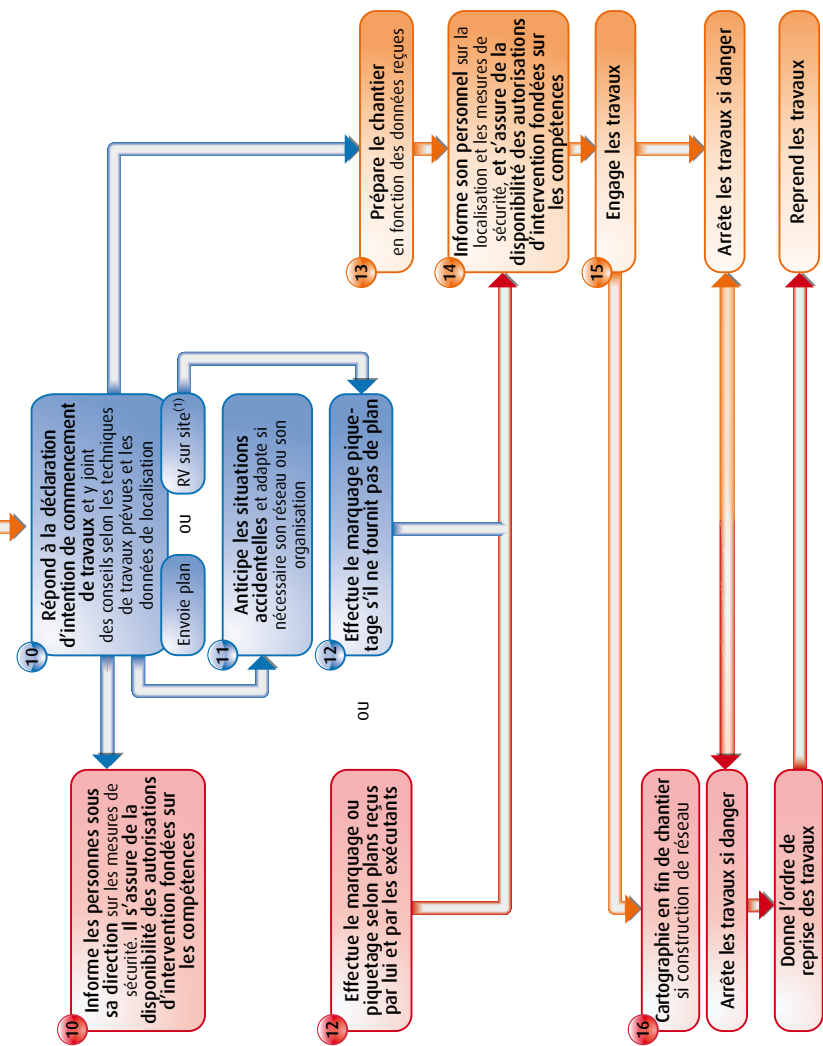 10
Informe les personnes sous
sa direction sur les mesures de
sécurité. Il s'assure de la
disponibilité des autorisations
d'intervention fondées sur
les compétences
10
Répond à la déclaration
d'intention de commencement
de travaux et y joint
des conseils selon les techniques
de travaux prévues et les
données de localisation
Envoie plan
ou
RV sur site(1)
11
Anticipe les situations
accidentelles et adapte si
nécessaire son réseau ou son
organisation
12
Effectue le marquage ou
piquetage selon plans reçus
par lui et par les exécutants
ou
12
Effectue le marquage pique-
tage s'il ne fournit pas de plan
13
Prépare le chantier
en fonction des données reçues
14
Informe son personnel sur la
localisation et les mesures de
sécurité, et s'assure de la
disponibilité des autorisations
d'intervention fondées sur
les compétences
15
Engage les travaux
16
Cartographie en fin de chantier
si construction de réseau
Arrête les travaux si danger
Arrête les travaux si danger
Donne l'ordre de
reprise des travaux
Reprend les travaux